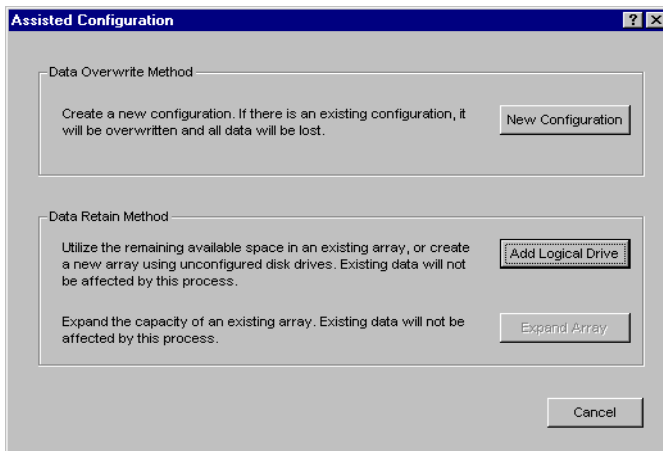 Assisted Configuration
Data Overwrite Method
Create a new configuration. If there is an existing configuration, it
will be overwritten and all data will be lost.
New Configuration
Data Retain Method
Utilize the remaining available space in an existing array, or create
a new array using unconfigured disk drives. Existing data will not
be affected by this process.
Add Logical Drive
Expand the capacity of an existing array. Existing data will not be
affected by this process.
Expand Array
Cancel